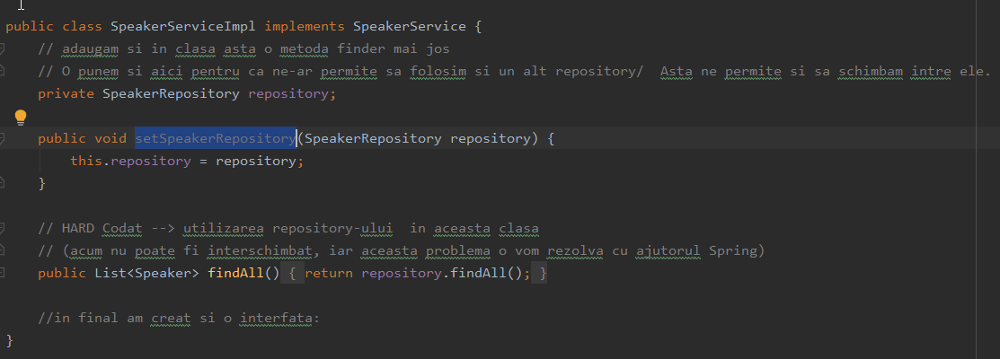 public class SpeakerServiceImpl implements SpeakerService {
// adaugam si in clasa asta o metoda finder mai jos
// O punem si aici pentru ca ne-ar permite sa folosim si un alt repository/  Asta ne permite si sa schimbam intre ele.
private SpeakerRepository repository;
public void setSpeakerRepository(SpeakerRepository repository) {
this.repository = repository;
}
// HARD Codat --> utilizarea repository-ului  in aceasta clasa
// (acum nu poate fi interschimbat, iar aceasta problema o vom rezolva cu ajutorul Spring)
public List<Speaker> findAll() { return repository.findAll(); }
//in final am creat si o interfata:
}